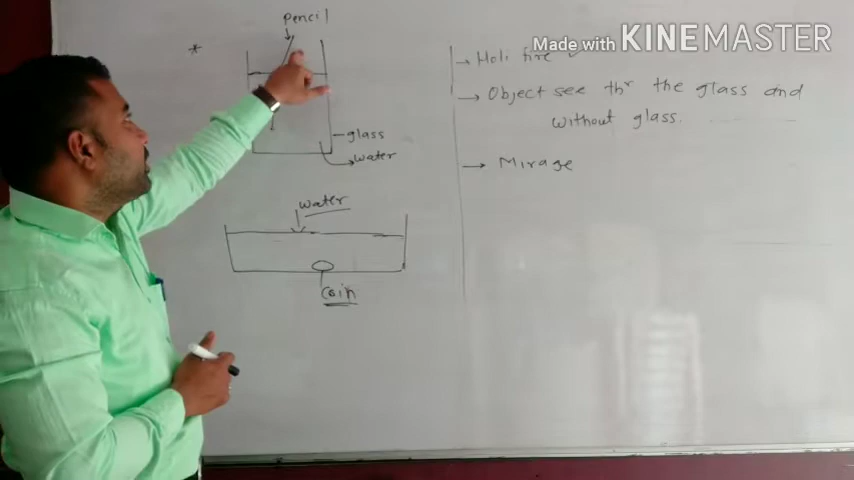 Made with KINEMASTER
Pencil
*
glass
water
water
Coin
→ Holi fire ✓
→ Object see thr the glass and
without glass.
→ Mirage